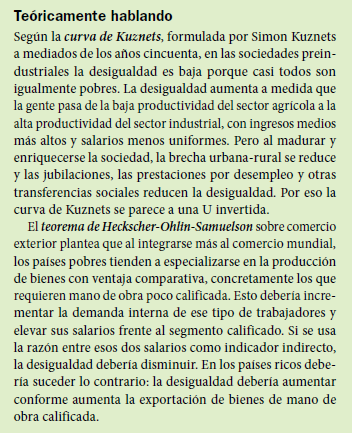 Teóricamente hablando
Según la curva de Kuznets, formulada por Simon Kuznets
a mediados de los años cincuenta, en las sociedades prein-
dustriales la desigualdad es baja porque casi todos son
igualmente pobres. La desigualdad aumenta a medida que
la gente pasa de la baja productividad del sector agrícola a la
alta productividad del sector industrial, con ingresos medios
más altos y salarios menos uniformes. Pero al madurar y
enriquecerse la sociedad, la brecha urbana-rural se reduce
y las jubilaciones, las prestaciones por desempleo y otras
transferencias sociales reducen la desigualdad. Por eso la
curva de Kuznets se parece a una U invertida.
El teorema de Heckscher-Ohlin-Samuelson sobre comercio
exterior plantea que al integrarse más al comercio mundial,
los países pobres tienden a especializarse en la producción
de bienes con ventaja comparativa, concretamente los que
requieren mano de obra poco calificada. Esto debería incre-
mentar la demanda interna de ese tipo de trabajadores y
elevar sus salarios frente al segmento calificado. Si se usa
la razón entre esos dos salarios como indicador indirecto,
la desigualdad debería disminuir. En los países ricos debe-
ría suceder lo contrario: la desigualdad debería aumentar
conforme aumenta la exportación de bienes de mano de
obra calificada.